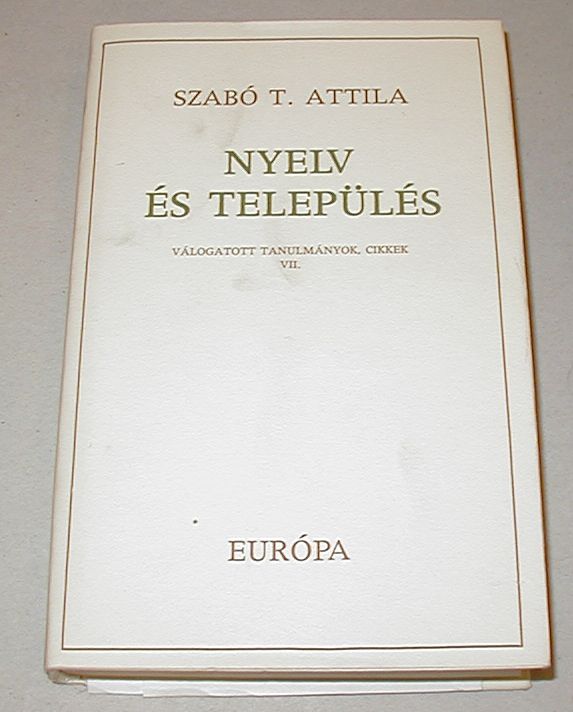 SZABÓ T. ATTILA
NYELV
ÉS TELEPÜLÉS
VÁLOGATOTT TANULMÁNYOK, CIKKEK
VII.
EURÓPA